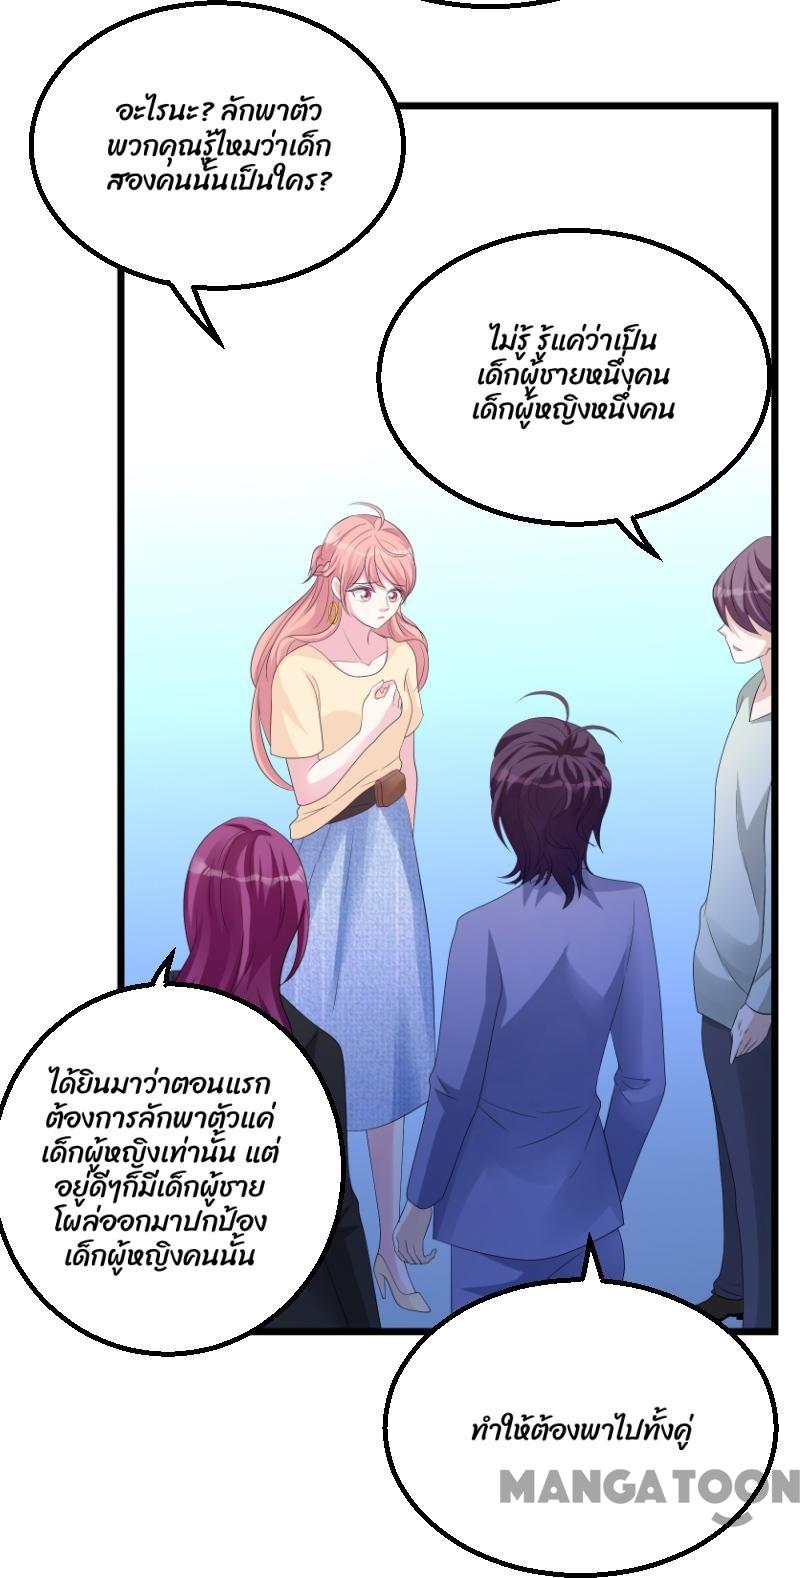 อะไรนะ? ลักพาตัว
พวกคุณรู้ไหมว่าเด็ก
สองคนนั้นเป็นใคร?
ไม่รู้ รู้แค่ว่าเป็น
เด็กผู้ชายหนึ่งคน
เด็กผู้หญิงหนึ่งคน
ได้ยินมาว่าตอนแรก
ต้องการลักพาตัวแค่
เด็กผู้หญิงเท่านั้น แต่
อยู่ดีๆก็มีเด็กผู้ชาย
โผล่ออกมาปกป้อง
เด็กผู้หญิงคนนั้น
ทำให้ต้องพาไปทั้งคู่
MANGATOON